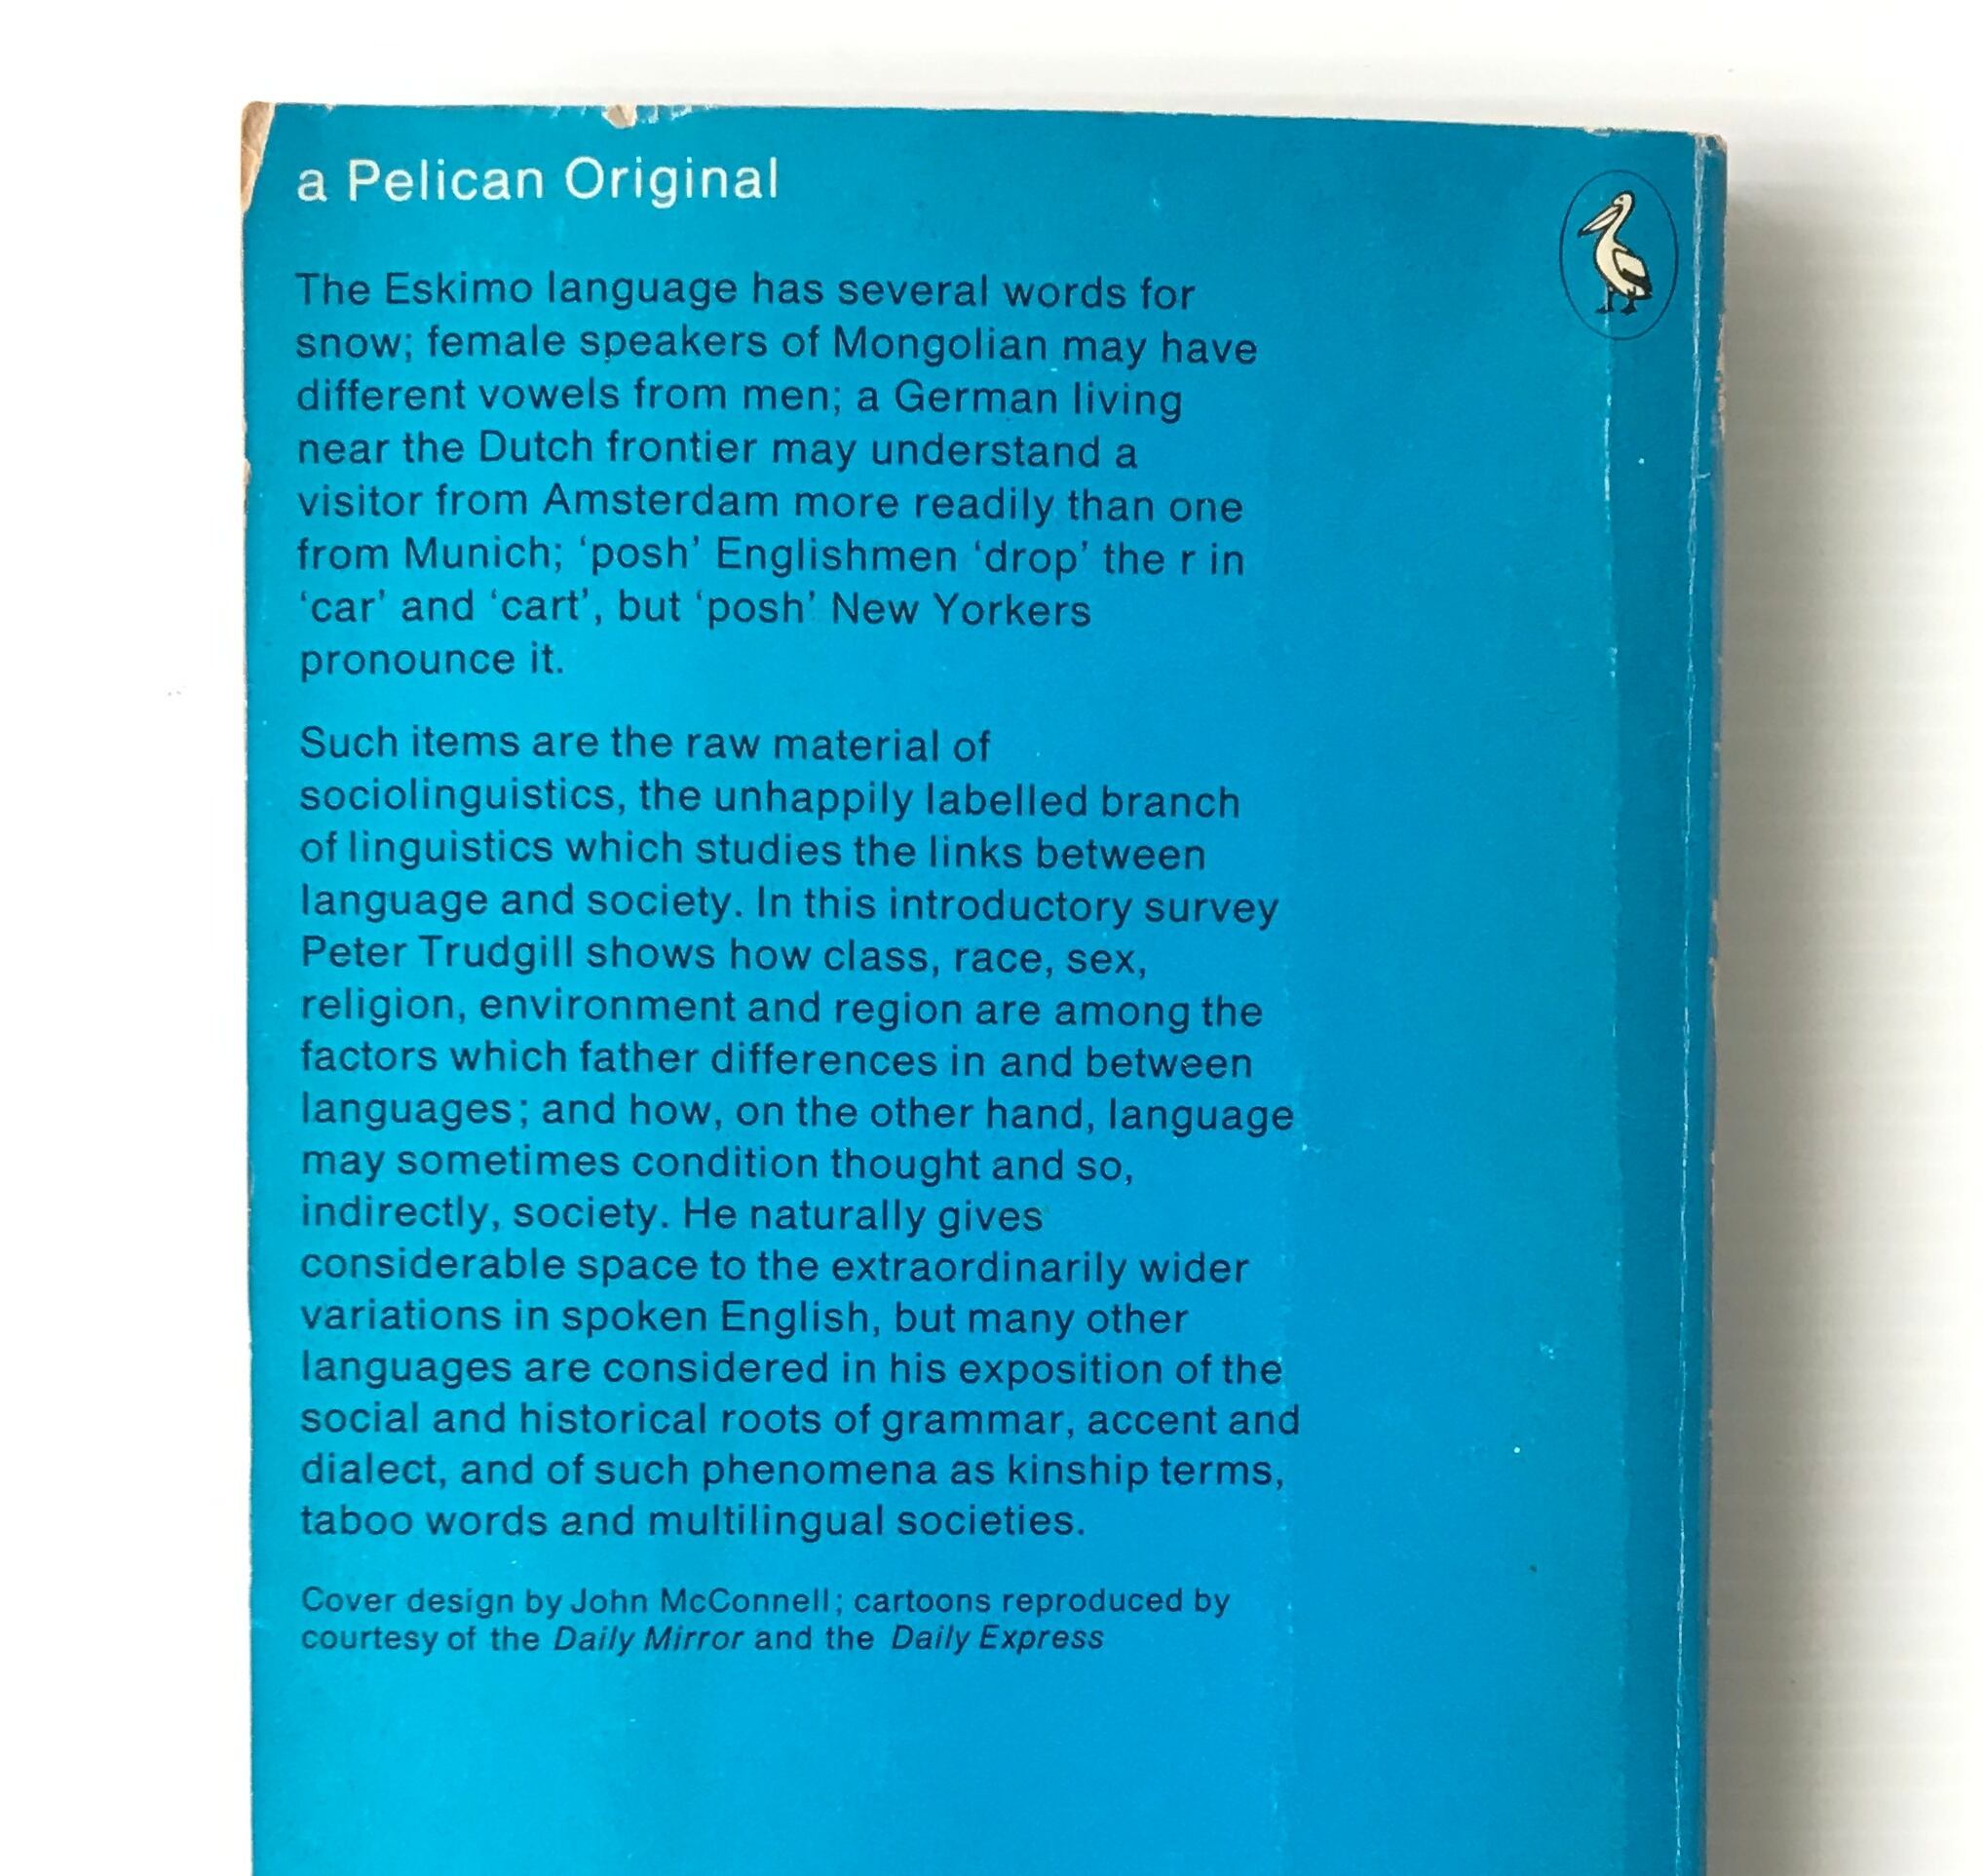 a Pelican Original
The Eskimo language has several words for
snow; female speakers of Mongolian may have
different vowels from men; a German living
near the Dutch frontier may understand a
visitor from Amsterdam more readily than one
from Munich; ‘posh’ Englishmen ‘drop’ the r in
‘car’ and ‘cart’, but ‘posh’ New Yorkers
pronounce it.
Such items are the raw material of
sociolinguistics, the unhappily labelled branch
of linguistics which studies the links between
language and society. In this introductory survey
Peter Trudgill shows how class, race, sex,
religion, environment and region are among the
factors which father differences in and between
languages; and how, on the other hand, language
may sometimes condition thought and so,
indirectly, society. He naturally gives
considerable space to the extraordinarily wider
variations in spoken English, but many other
languages are considered in his exposition of the
social and historical roots of grammar, accent and
dialect, and of such phenomena as kinship terms,
taboo words and multilingual societies.
Cover design by John McConnell; cartoons reproduced by
courtesy of the Daily Mirror and the Daily Express